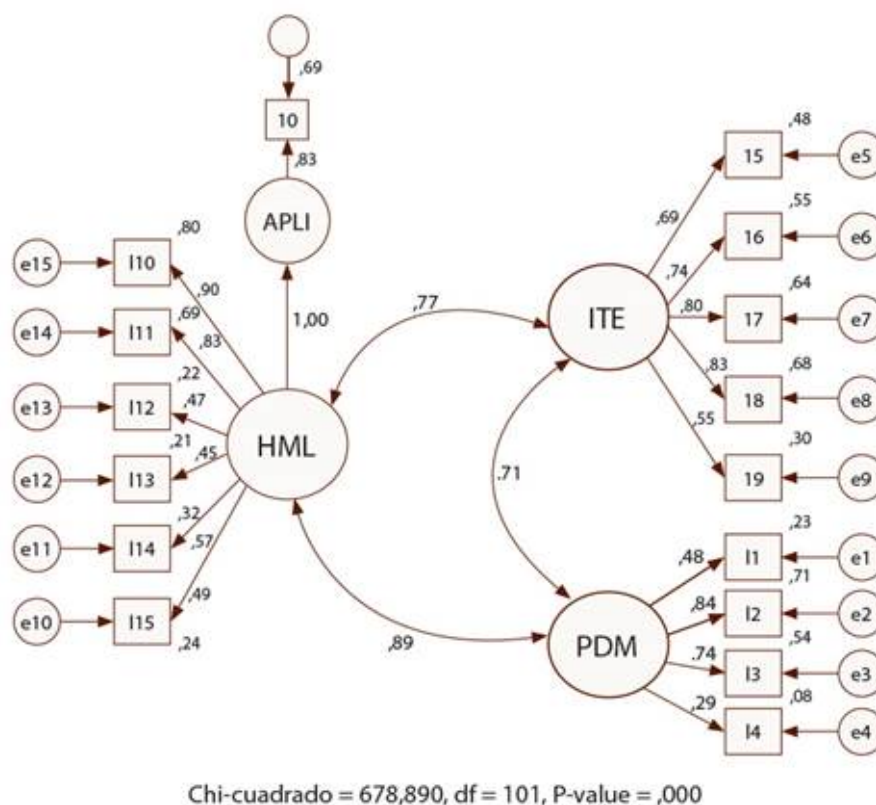 ,69
10
,83
APLI
1,00
,80
e15
I10
,90
,69
e14
I11
,83
,22
e13
I12
,47
,21
e12
I13
,45
,32
e11
I14
,57
,49
e10
I15
,24
HML
,77
.71
,89
ITE
,48
15
e5
,69
,55
16
e6
,74
,64
17
e7
,80
,68
18
e8
,83
,30
19
e9
,55
PDM
,23
I1
e1
,48
,71
I2
e2
,84
,54
I3
e3
.74
,08
I4
e4
,29
Chi-cuadrado = 678,890, df = 101, P-value = ,000